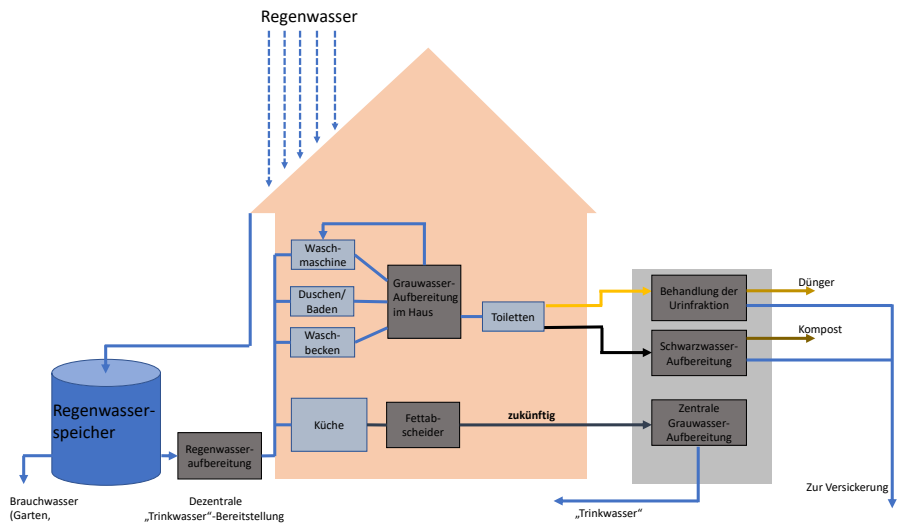 Regenwasser
Wasch-
maschine
Duschen/
Baden
Wasch-
becken
Grauwasser-
Aufbereitung
im Haus
Toiletten
Behandlung der
Urinfraktion
Dünger
Schwarzwasser-
Aufbereitung
Kompost
Regenwasser-
speicher
Regenwasser-
aufbereitung
Küche
Fettab-
scheider
zukünftig
Zentrale
Grauwasser-
Aufbereitung
Brauchwasser
(Garten,
Dezentrale
„Trinkwasser“-Bereitstellung
„Trinkwasser“
Zur Versickerung